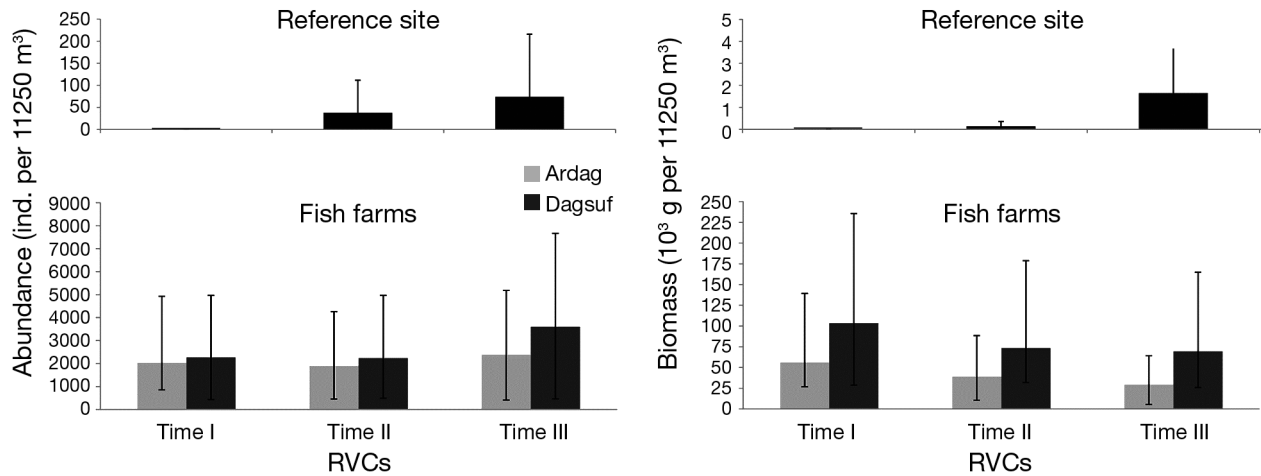 Reference site
Abundance (ind. per 11250 m³)
250
200
150
100
50
0
Ardag
Dagsuf
Fish farms
9000
8000
7000
6000
5000
4000
3000
2000
1000
0
Time I
Time II
Time III
RVCs
Reference site
Biomass (10³ g per 11250 m³)
5
4
3
2
1
0
Fish farms
250
225
200
175
150
125
100
75
50
25
0
Time I
Time II
Time III
RVCs